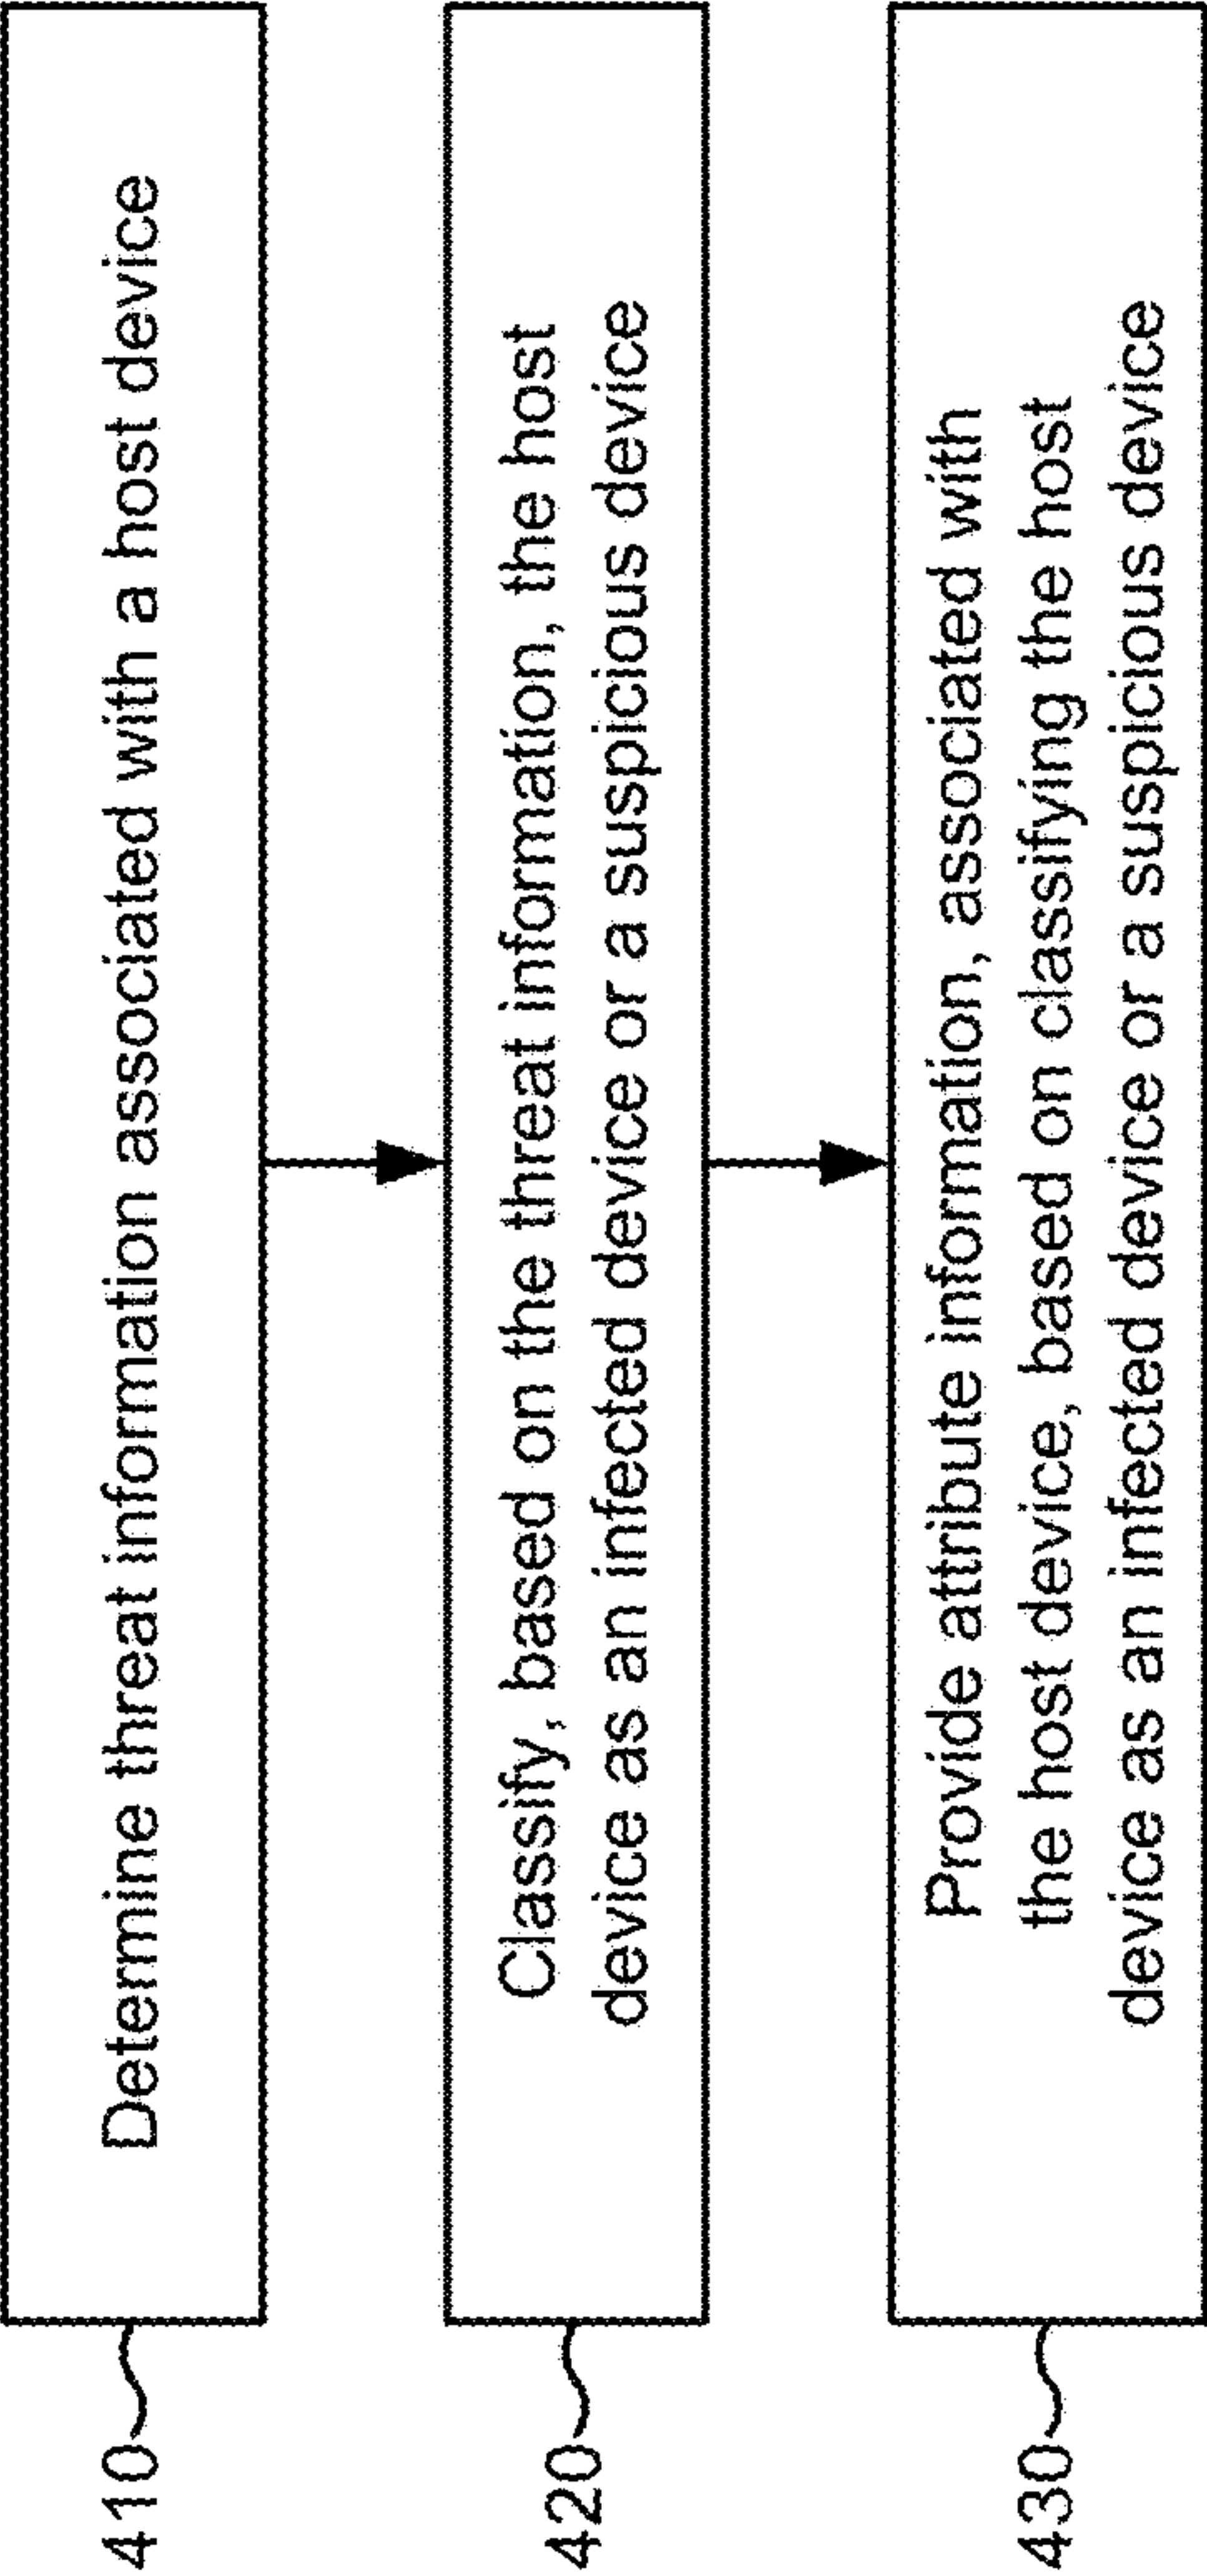 410
Determine threat information associated with a host device
420
Classify, based on the threat information, the host
device as an infected device or a suspicious device
430
Provide attribute information, associated with
the host device, based on classifying the host
device as an infected device or a suspicious device